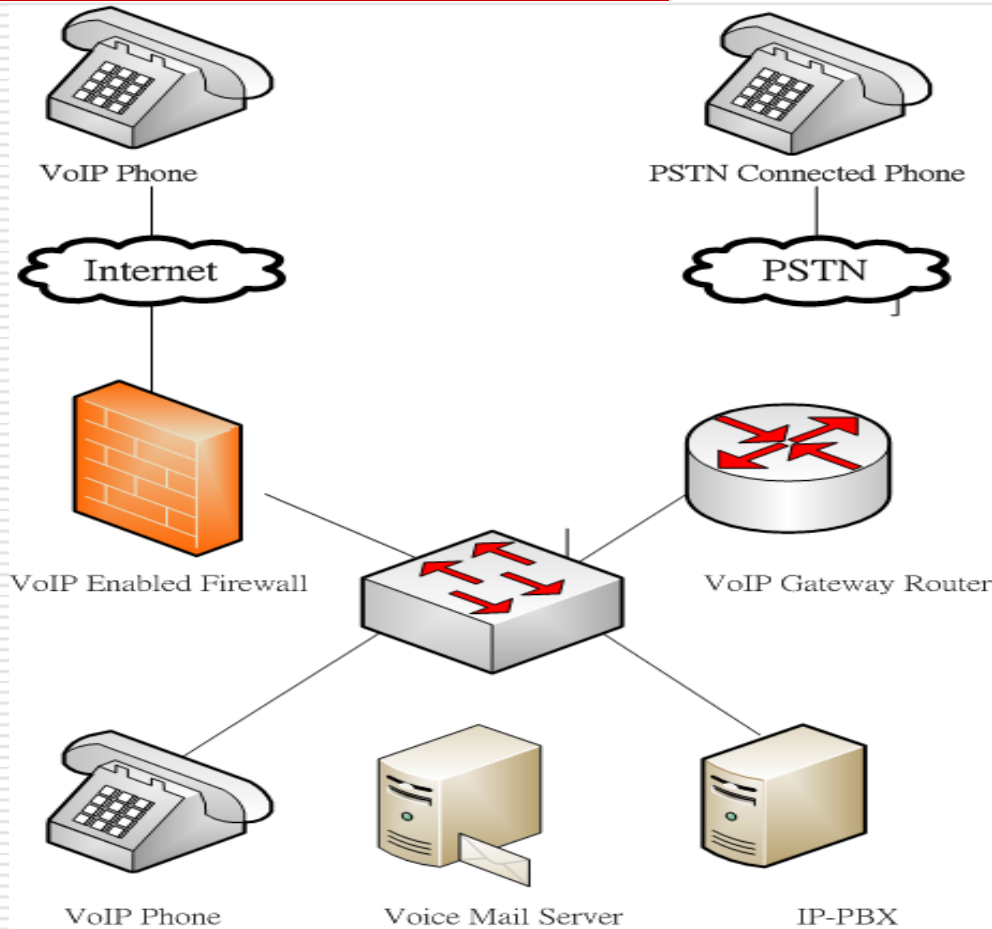 VoIP Phone
PSTN Connected Phone
Internet
PSTN
VoIP Enabled Firewall
VoIP Gateway Router
VoIP Phone
Voice Mail Server
IP-PBX